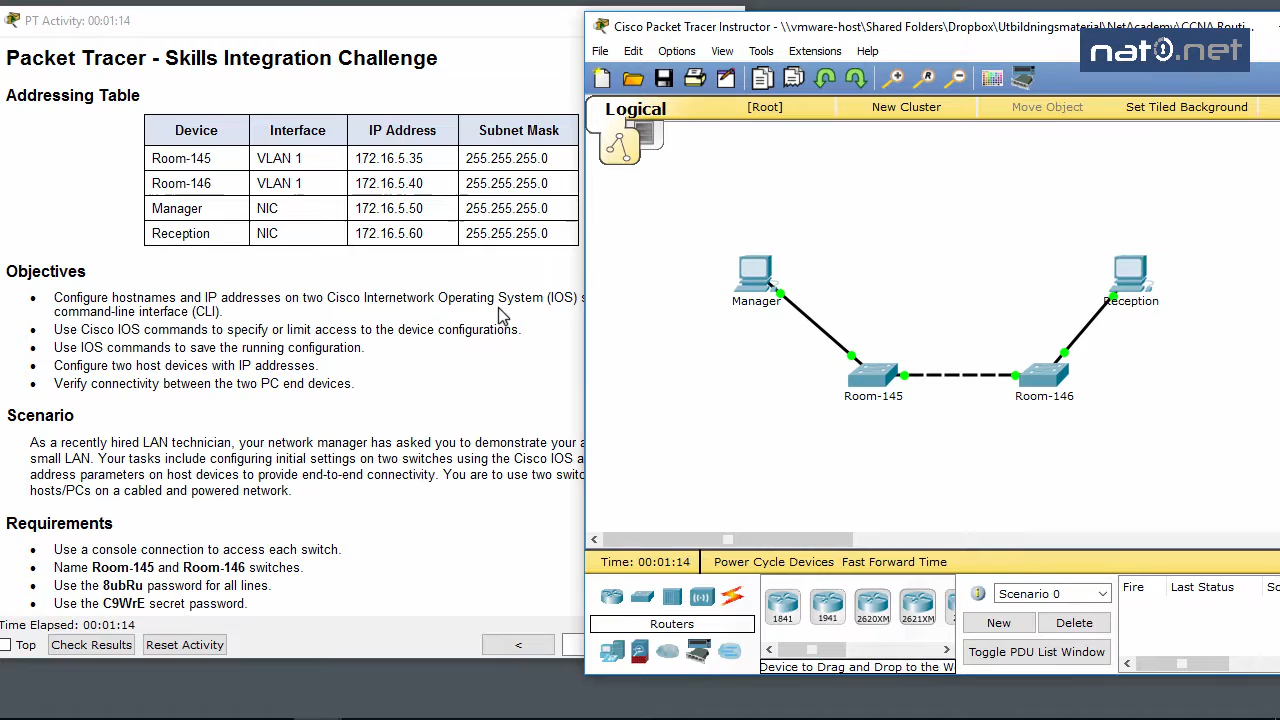 PT Activity: 00:01:14
Packet Tracer - Skills Integration Challenge
Addressing Table
Device Interface IP Address Subnet Mask
Room-145 VLAN 1 172.16.5.35 255.255.255.0
Room-146 VLAN 1 172.16.5.40 255.255.255.0
Manager NIC 172.16.5.50 255.255.255.0
Reception NIC 172.16.5.60 255.255.255.0
Objectives
• Configure hostnames and IP addresses on two Cisco Internetwork Operating System (IOS) s
command-line interface (CLI).
• Use Cisco IOS commands to specify or limit access to the device configurations.
• Use IOS commands to save the running configuration.
• Configure two host devices with IP addresses.
• Verify connectivity between the two PC end devices.
Scenario
As a recently hired LAN technician, your network manager has asked you to demonstrate your a
small LAN. Your tasks include configuring initial settings on two switches using the Cisco IOS a
address parameters on host devices to provide end-to-end connectivity. You are to use two switc
hosts/PCs on a cabled and powered network.
Requirements
• Use a console connection to access each switch.
• Name Room-145 and Room-146 switches.
• Use the 8ubRu password for all lines.
• Use the C9WrE secret password.
Time Elapsed: 00:01:14
Top Check Results Reset Activity <
Cisco Packet Tracer Instructor - \\vmware-host\Shared Folders\Dropbox\Utbildningsmaterial\NetAcademy\CCNA Routi...
nat0.net
File Edit Options View Tools Extensions Help
Logical [Root] New Cluster Move Object Set Tiled Background
Manager
Reception
Room-145
Room-146
Time: 00:01:14 Power Cycle Devices Fast Forward Time
Routers
1841 1941 2620XM 2621XM
Device to Drag and Drop to the W
Scenario 0
New Delete
Toggle PDU List Window
Fire Last Status Sc